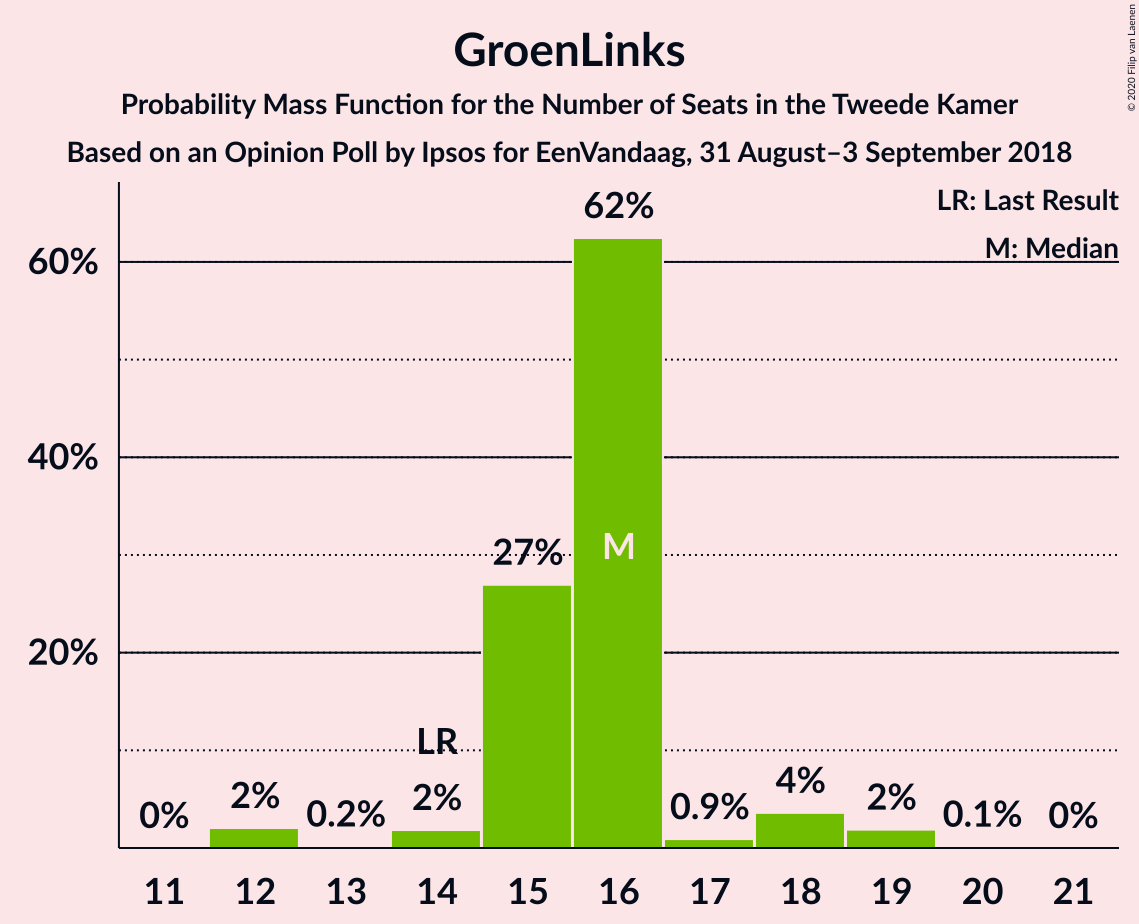 GroenLinks
Probability Mass Function for the Number of Seats in the Tweede Kamer
Based on an Opinion Poll by Ipsos for EenVandaag, 31 August–3 September 2018
© 2020 Filip van Laenen
LR: Last Result
M: Median
60%
40%
20%
0%
2%
0.2%
LR
2%
27%
62%
M
0.9%
4%
2%
0.1%
0%
11 12 13 14 15 16 17 18 19 20 21